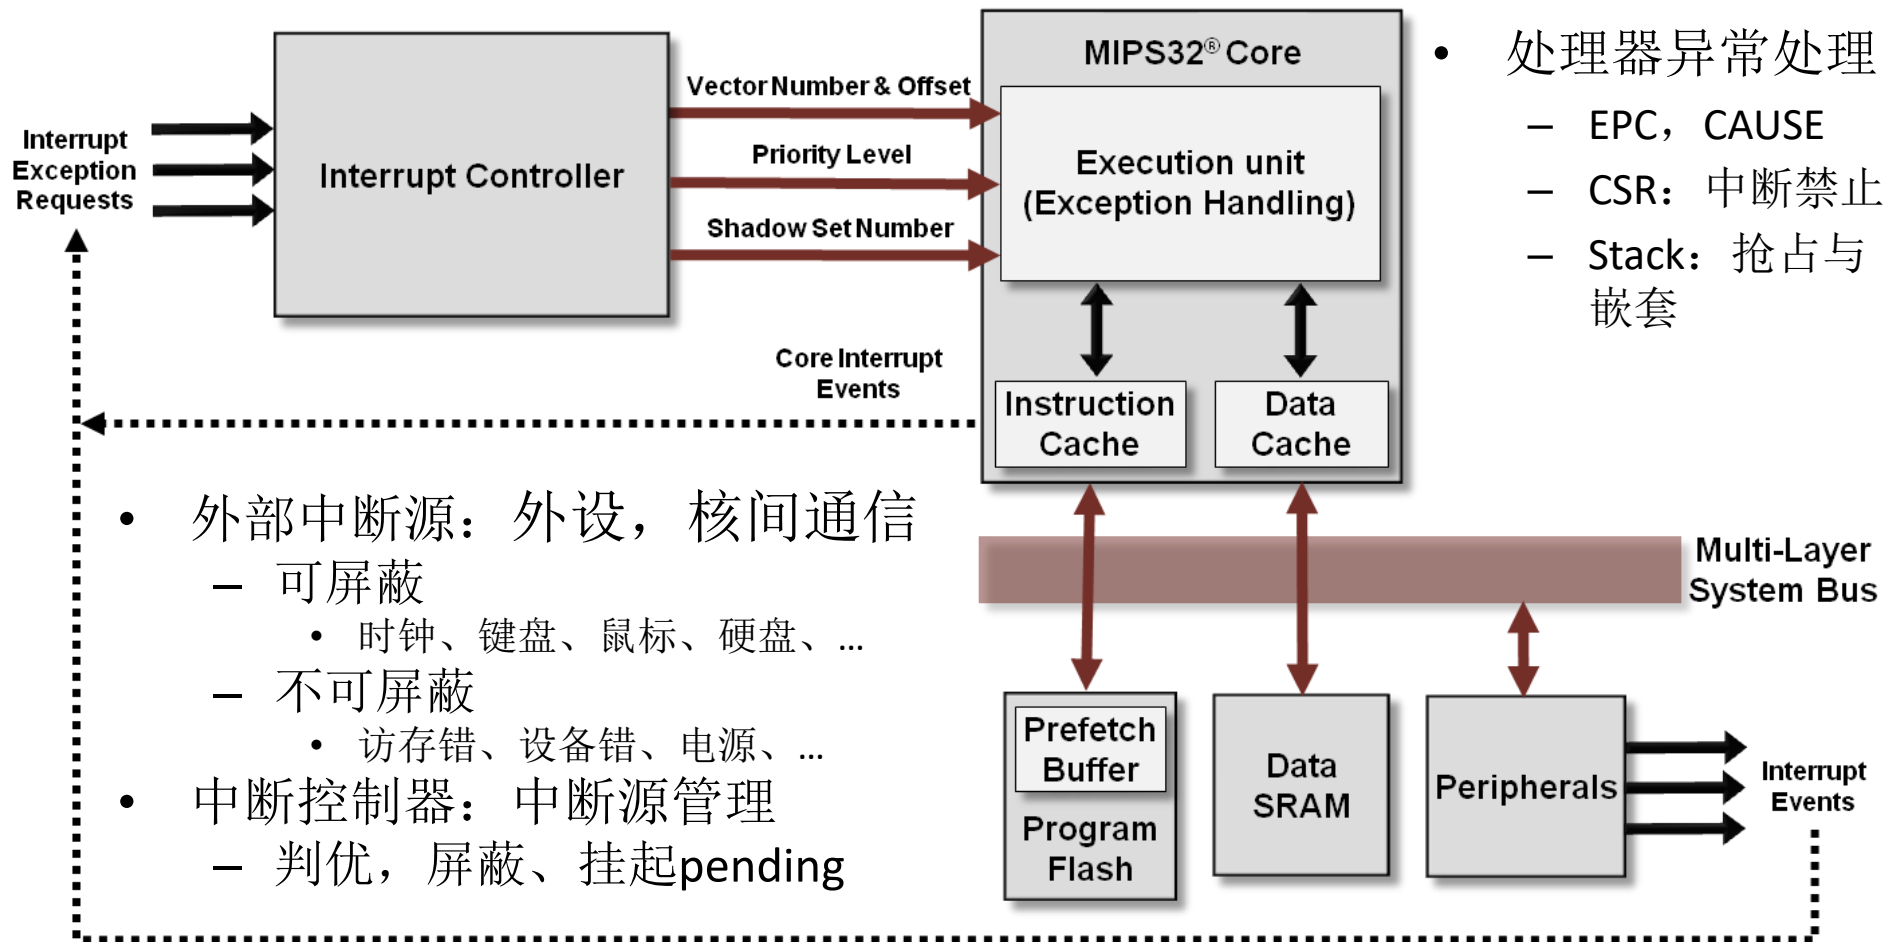 Interrupt
Exception
Requests
Interrupt Controller
Vector Number & Offset
Priority Level
Shadow Set Number
Core Interrupt
Events
MIPS32® Core
Execution unit
(Exception Handling)
Instruction
Cache
Data
Cache
• 处理器异常处理
– EPC，CAUSE
– CSR：中断禁止
– Stack：抢占与
嵌套
• 外部中断源：外设，核间通信
– 可屏蔽
• 时钟、键盘、鼠标、硬盘、…
– 不可屏蔽
• 访存错、设备错、电源、…
• 中断控制器：中断源管理
– 判优，屏蔽、挂起pending
Multi-Layer
System Bus
Prefetch
Buffer
Program
Flash
Data
SRAM
Peripherals
Interrupt
Events